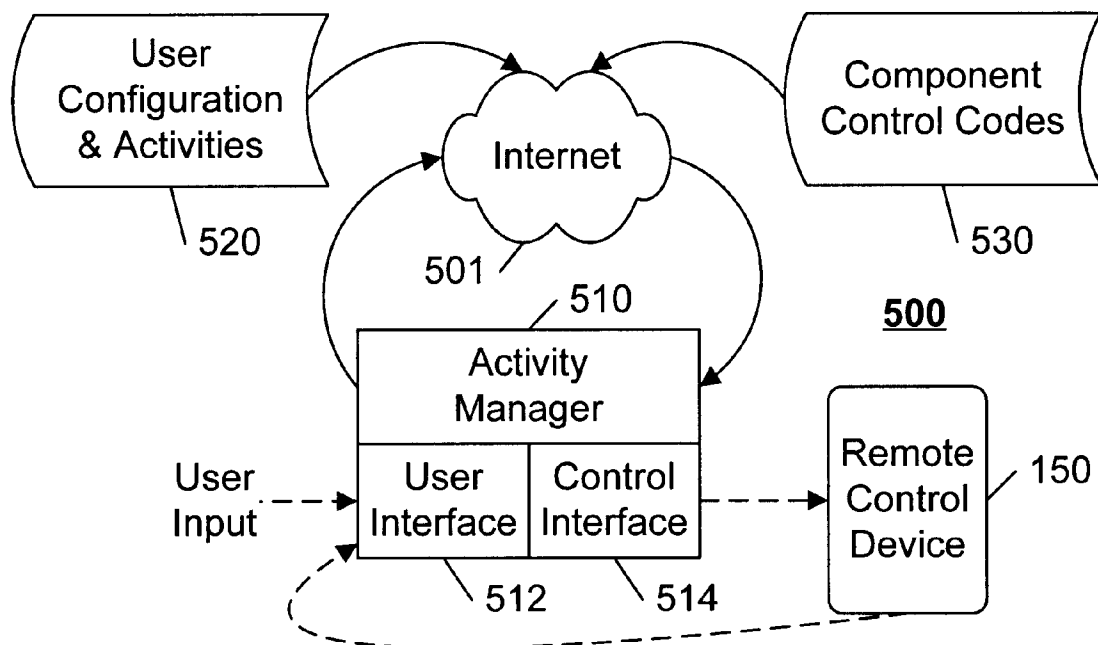 User
Configuration
& Activities
520
Internet
501
Component
Control Codes
530
510
500
Activity
Manager
User
Input
User
Interface
512
Control
Interface
514
Remote
Control
Device
150